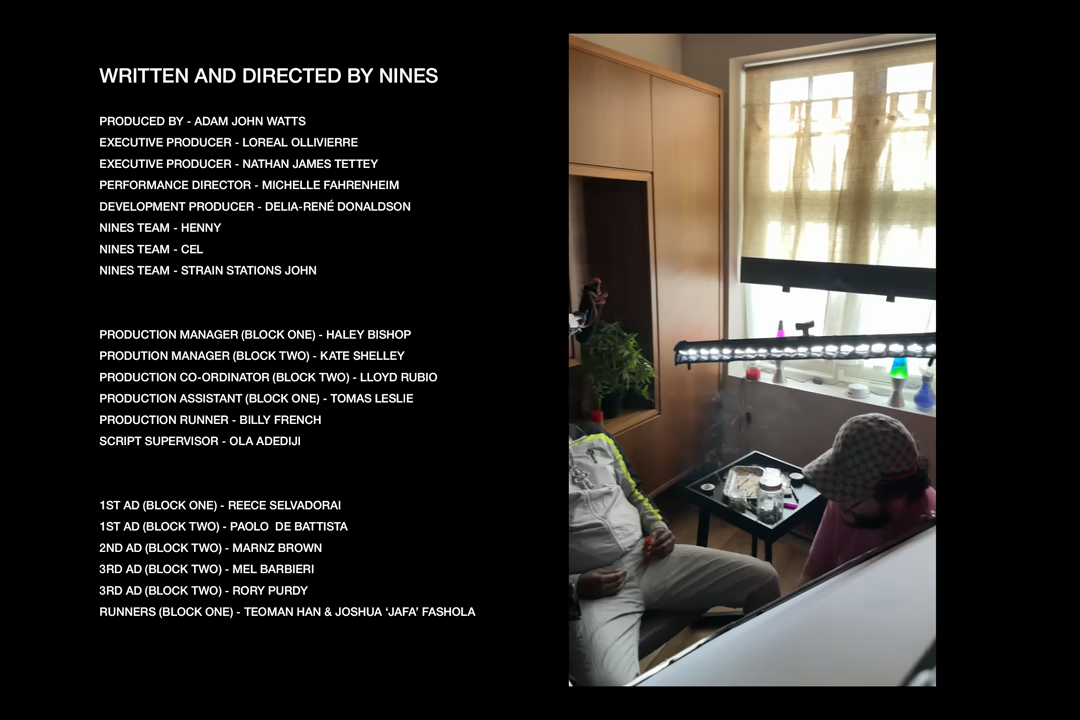 WRITTEN AND DIRECTED BY NINES
PRODUCED BY - ADAM JOHN WATTS
EXECUTIVE PRODUCER - LOREAL OLLIVIERRE
EXECUTIVE PRODUCER - NATHAN JAMES TETTEY
PERFORMANCE DIRECTOR - MICHELLE FAHRENHEIM
DEVELOPMENT PRODUCER - DELIA-RENÉ DONALDSON
NINES TEAM - HENNY
NINES TEAM - CEL
NINES TEAM - STRAIN STATIONS JOHN
PRODUCTION MANAGER (BLOCK ONE) - HALEY BISHOP
PRODUTION MANAGER (BLOCK TWO) - KATE SHELLEY
PRODUCTION CO-ORDINATOR (BLOCK TWO) - LLOYD RUBIO
PRODUCTION ASSISTANT (BLOCK ONE) - TOMAS LESLIE
PRODUCTION RUNNER - BILLY FRENCH
SCRIPT SUPERVISOR - OLA ADEDIJI
1ST AD (BLOCK ONE) - REECE SELVADORAI
1ST AD (BLOCK TWO) - PAOLO  DE BATTISTA
2ND AD (BLOCK TWO) - MARNZ BROWN
3RD AD (BLOCK TWO) - MEL BARBIERI
3RD AD (BLOCK TWO) - RORY PURDY
RUNNERS (BLOCK ONE) - TEOMAN HAN & JOSHUA ‘JAFA’ FASHOLA